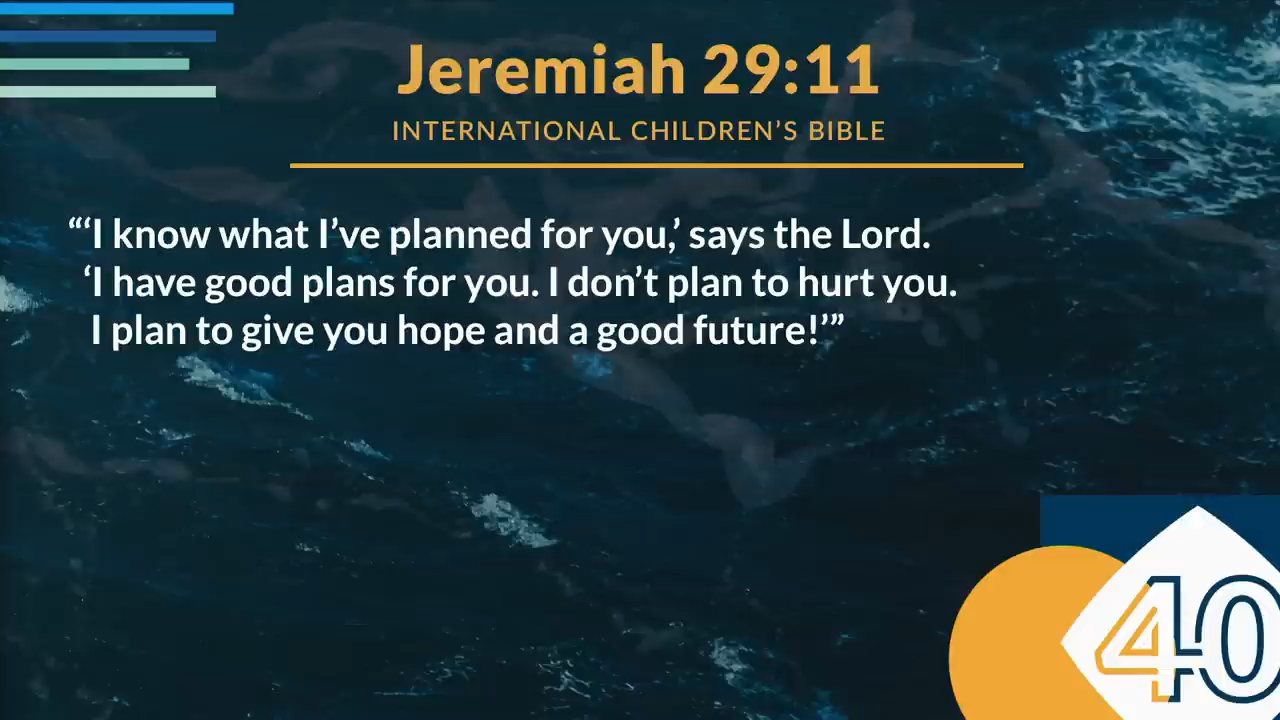 Jeremiah 29:11
INTERNATIONAL CHILDREN’S BIBLE
“‘I know what I’ve planned for you,’ says the Lord.
‘I have good plans for you. I don’t plan to hurt you.
I plan to give you hope and a good future!’”
40